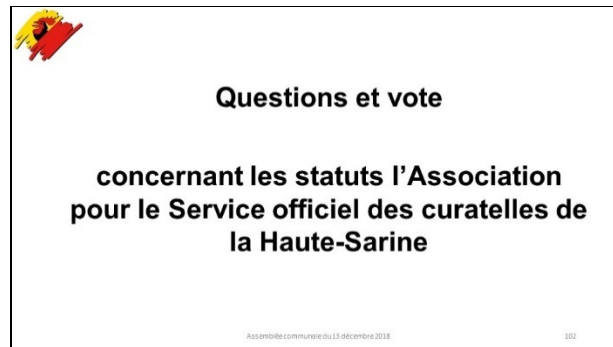 Questions et vote
concernant les statuts l’Association
pour le Service officiel des curatelles de
la Haute-Sarine
Assemblée communale du 13 décembre 2018
102